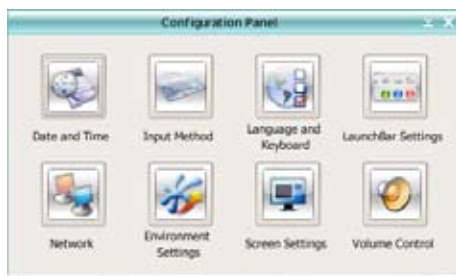 Configuration Panel
Date and Time
Input Method
Language and
Keyboard
LaunchBar Settings
Network
Environment
Settings
Screen Settings
Volume Control